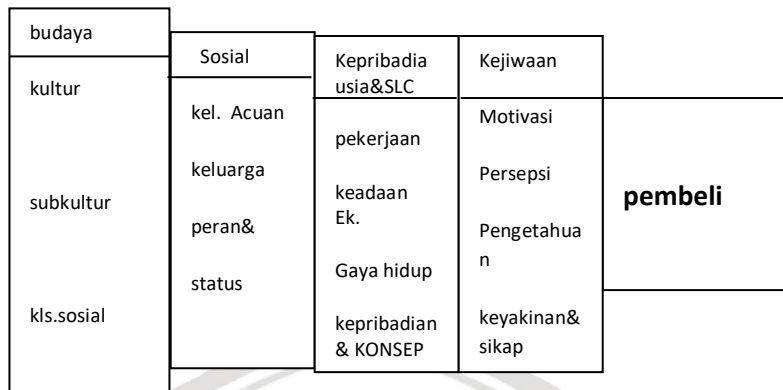 budaya
kultur
subkultur
kls.sosial
Sosial
kel. Acuan
keluarga
peran&
status
Kepribadia
usia&SLC
pekerjaan
keadaan
Ek.
Gaya hidup
kepribadian
& KONSEP
Kejiwaan
Motivasi
Persepsi
Pengetahua
n
keyakinan&
sikap
pembeli